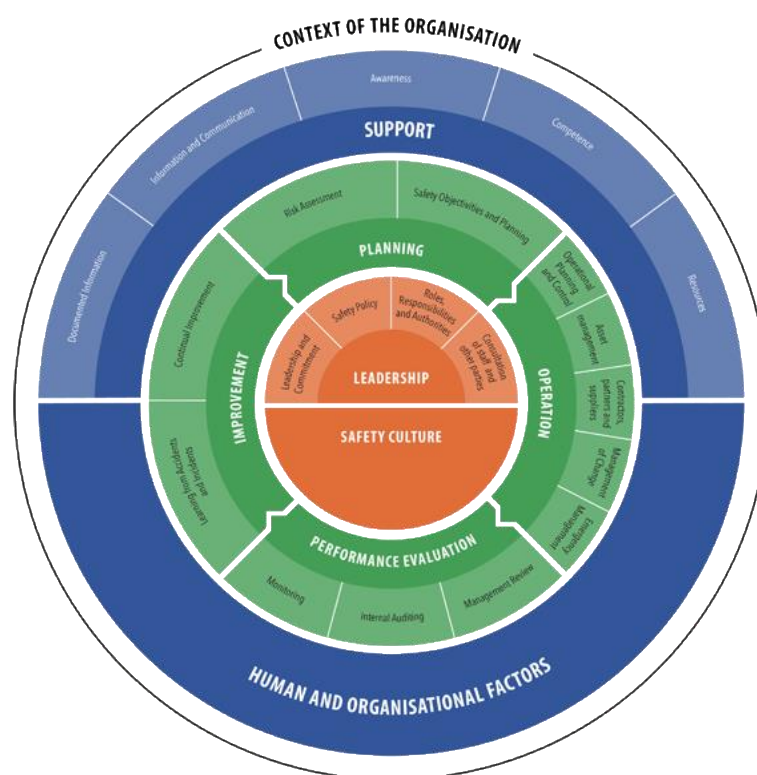 CONTEXT OF THE ORGANISATION
Awareness
Information and Communication
Competence
Documented Information
Resources
SUPPORT
Risk Assessment
Safety Objectivities and Planning
PLANNING
Continual Improvement
Learning from Accidents
and Incidents
IMPROVEMENT
Operational
Planning
and Control
Asset
management
Contractors,
partners and
suppliers
Management
of Change
Emergency
Management
OPERATION
Leadership and
Commitment
Safety Policy
Roles,
Responsibilities
and Authorities
Consultation
of staff and
other parties
LEADERSHIP
SAFETY CULTURE
PERFORMANCE EVALUATION
Monitoring
Internal Auditing
Management Review
HUMAN AND ORGANISATIONAL FACTORS